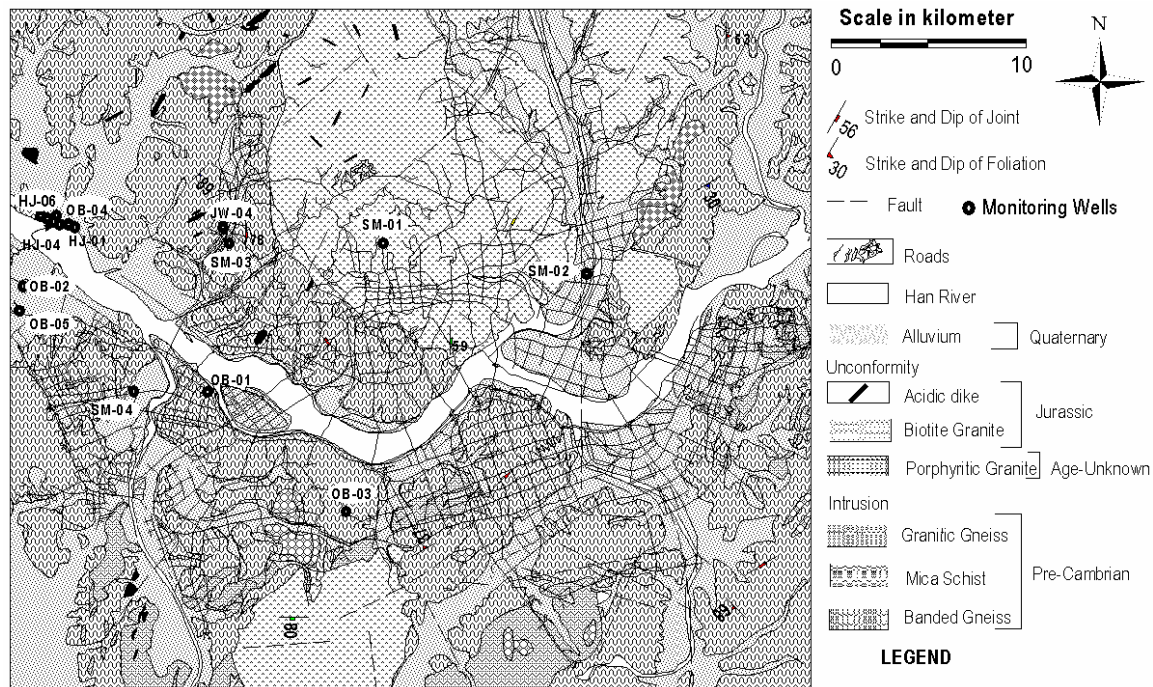 Scale in kilometer
0 10
N
56 Strike and Dip of Joint
30 Strike and Dip of Foliation
Fault Monitoring Wells
Roads
Han River
Alluvium Quaternary
Unconformity
Acidic dike
Jurassic
Biotite Granite
Porphyritic Granite Age-Unknown
Intrusion
Granitic Gneiss
Mica Schist Pre-Cambrian
Banded Gneiss
LEGEND
HJ-06 OB-04
HJ-04 HJ-01
JW-04
SM-03
SM-01
SM-02
OB-02
OB-05
OB-01
SM-04
OB-03
59
80